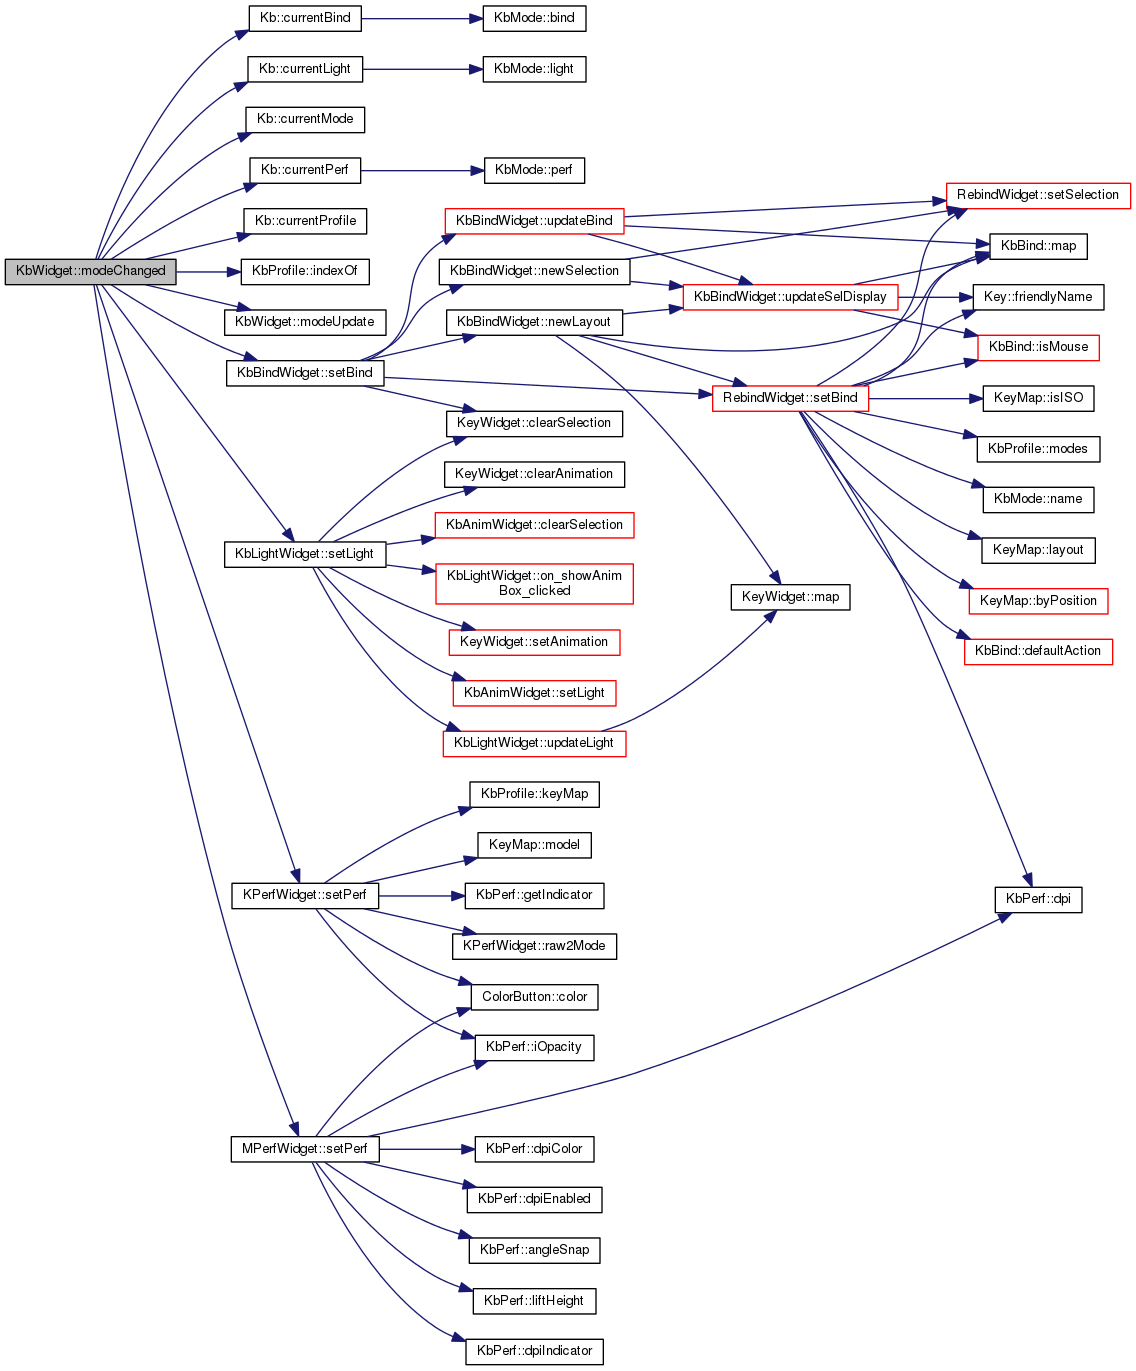 KbWidget::modeChanged
Kb::currentBind
Kb::currentLight
Kb::currentMode
Kb::currentPerf
Kb::currentProfile
KbProfile::indexOf
KbWidget::modeUpdate
KbBindWidget::setBind
KbLightWidget::setLight
KPerfWidget::setPerf
MPerfWidget::setPerf
KbMode::bind
KbMode::light
KbMode::perf
KbBindWidget::updateBind
KbBindWidget::newSelection
KbBindWidget::newLayout
KeyWidget::clearSelection
KeyWidget::clearAnimation
KbAnimWidget::clearSelection
KbLightWidget::on_showAnim
Box_clicked
KeyWidget::setAnimation
KbAnimWidget::setLight
KbLightWidget::updateLight
KbProfile::keyMap
KeyMap::model
KbPerf::getIndicator
KPerfWidget::raw2Mode
ColorButton::color
KbPerf::iOpacity
KbPerf::dpiColor
KbPerf::dpiEnabled
KbPerf::angleSnap
KbPerf::liftHeight
KbPerf::dpiIndicator
KbBindWidget::updateSelDisplay
RebindWidget::setBind
KeyWidget::map
RebindWidget::setSelection
KbBind::map
Key::friendlyName
KbBind::isMouse
KeyMap::isISO
KbProfile::modes
KbMode::name
KeyMap::layout
KeyMap::byPosition
KbBind::defaultAction
KbPerf::dpi